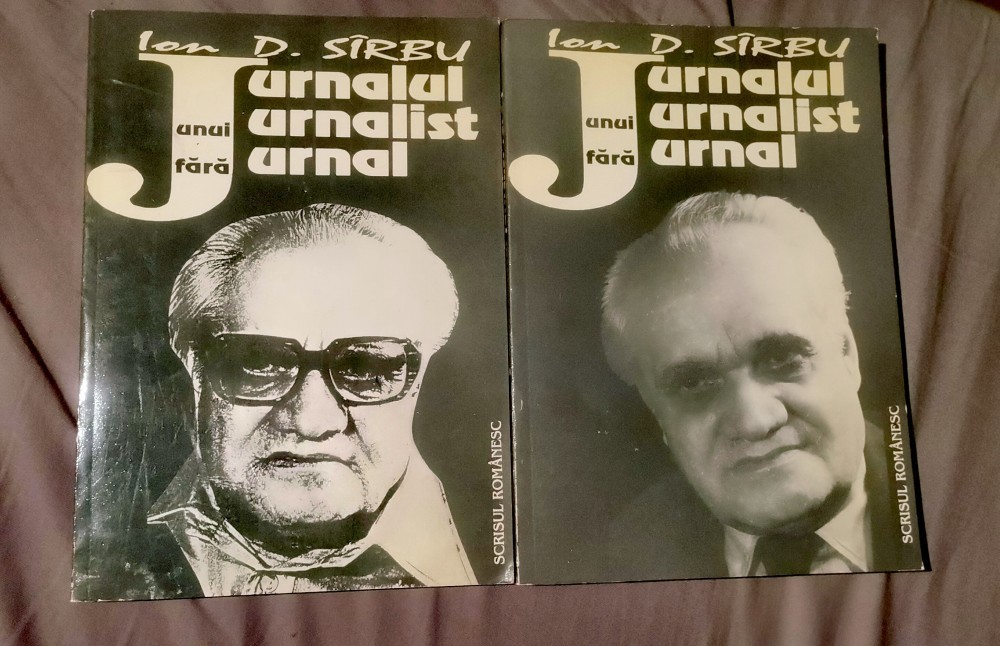 Ion D. SÎRBU
Jurnalul
unui Jurnalist
fără Jurnal
SCRISUL ROMÂNESC
Ion D. SÎRBU
Jurnalul
unui Jurnalist
fără Jurnal
SCRISUL ROMÂNESC